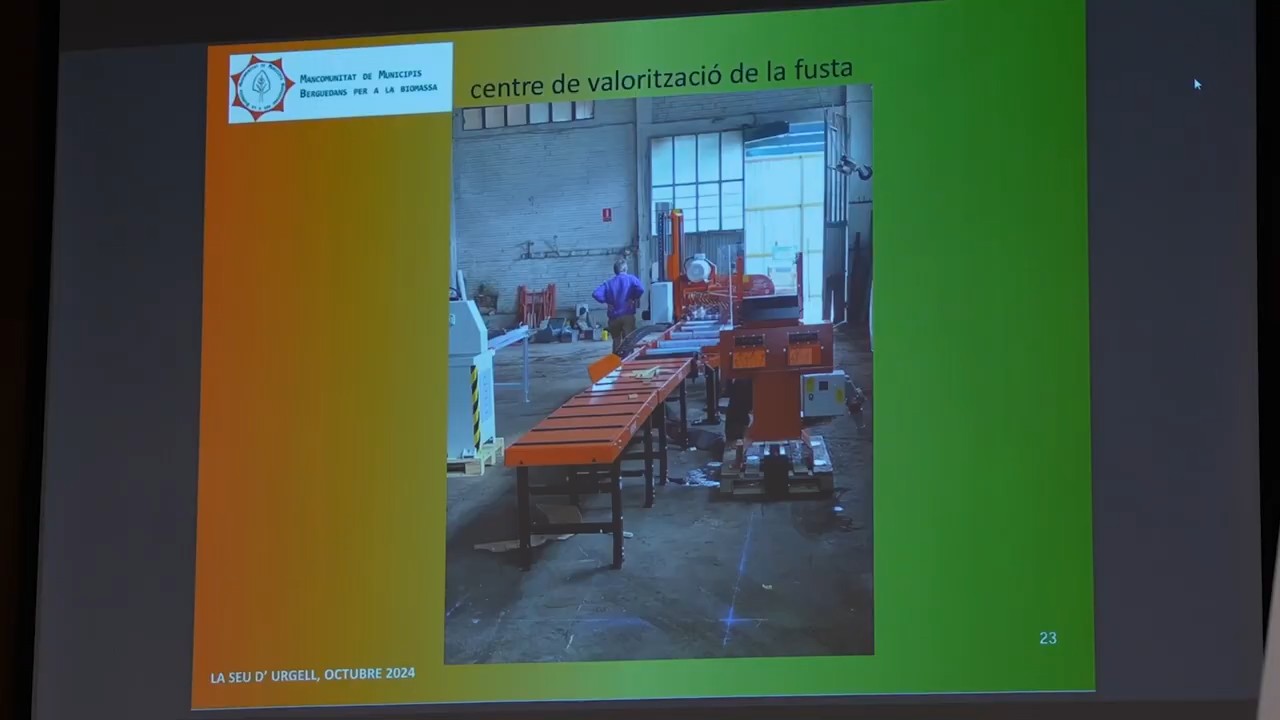 MANCOMUNITAT DE MUNICIPIS
BERGUEDANS PER A LA BIOMASSA
centre de valorització de la fusta
LA SEU D' URGELL, OCTUBRE 2024
23